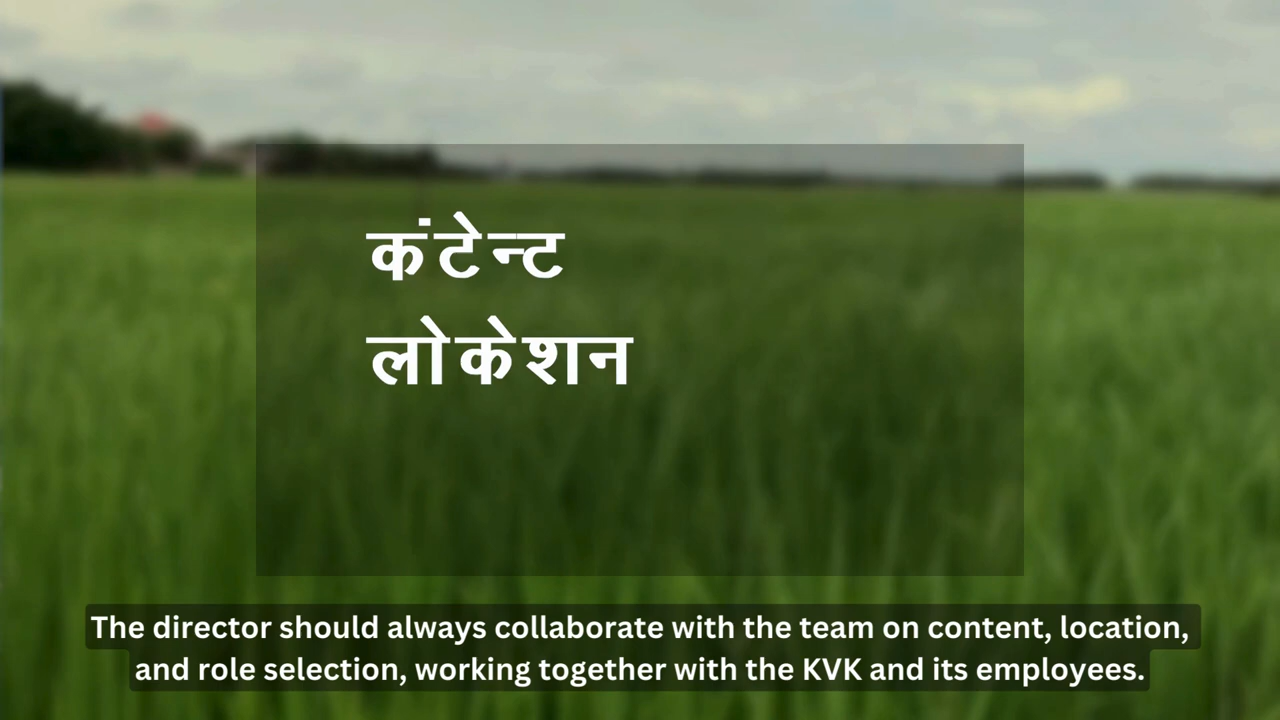 कंटेन्ट
लोकेशन
The director should always collaborate with the team on content, location,
and role selection, working together with the KVK and its employees.